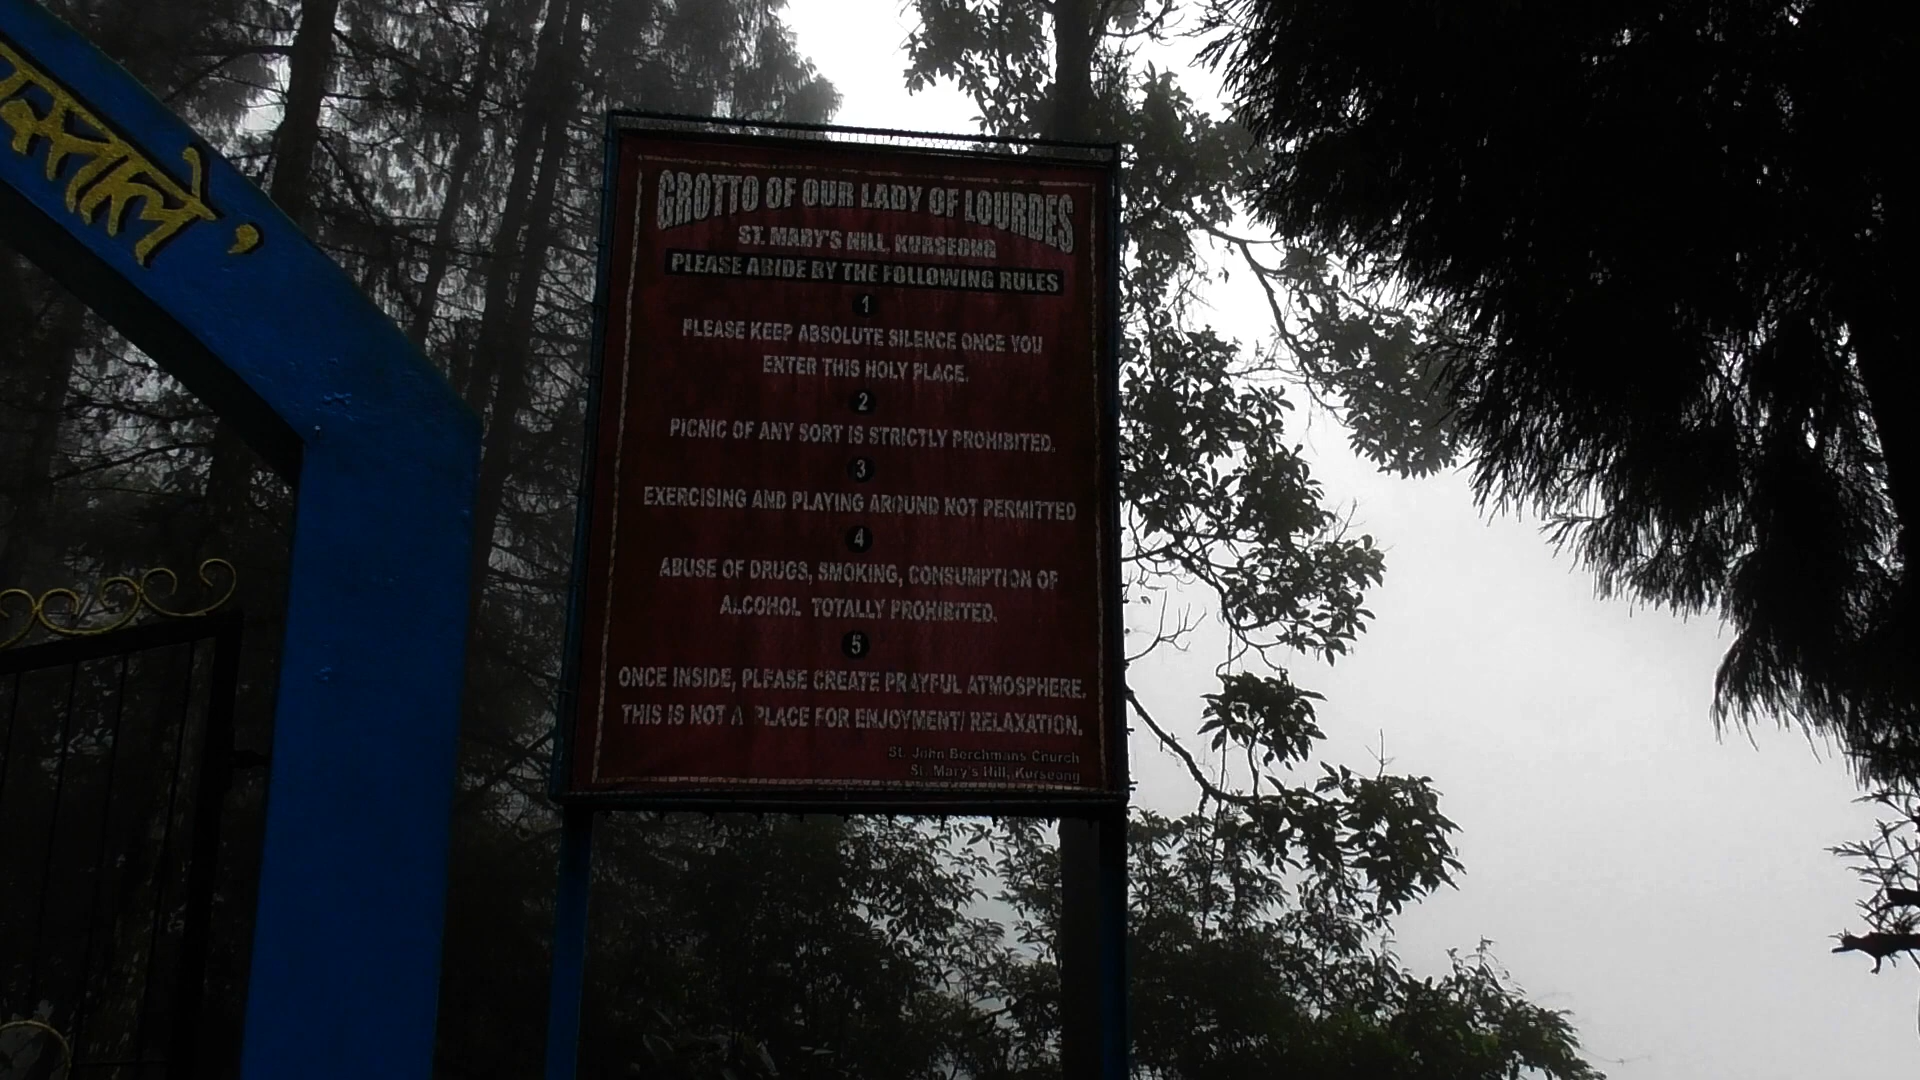 GROTTO OF OUR LADY OF LOURDES
ST. MARY'S HILL, KURSEONG
PLEASE ABIDE BY THE FOLLOWING RULES
1
PLEASE KEEP ABSOLUTE SILENCE ONCE YOU
ENTER THIS HOLY PLACE.
2
PICNIC OF ANY SORT IS STRICTLY PROHIBITED.
3
EXERCISING AND PLAYING AROUND NOT PERMITTED
4
ABUSE OF DRUGS, SMOKING, CONSUMPTION OF
ALCOHOL TOTALLY PROHIBITED.
5
ONCE INSIDE, PLEASE CREATE PRAYFUL ATMOSPHERE.
THIS IS NOT A PLACE FOR ENJOYMENT/ RELAXATION.
St. John Berchmans Church
St. Mary's Hill, Kurseong